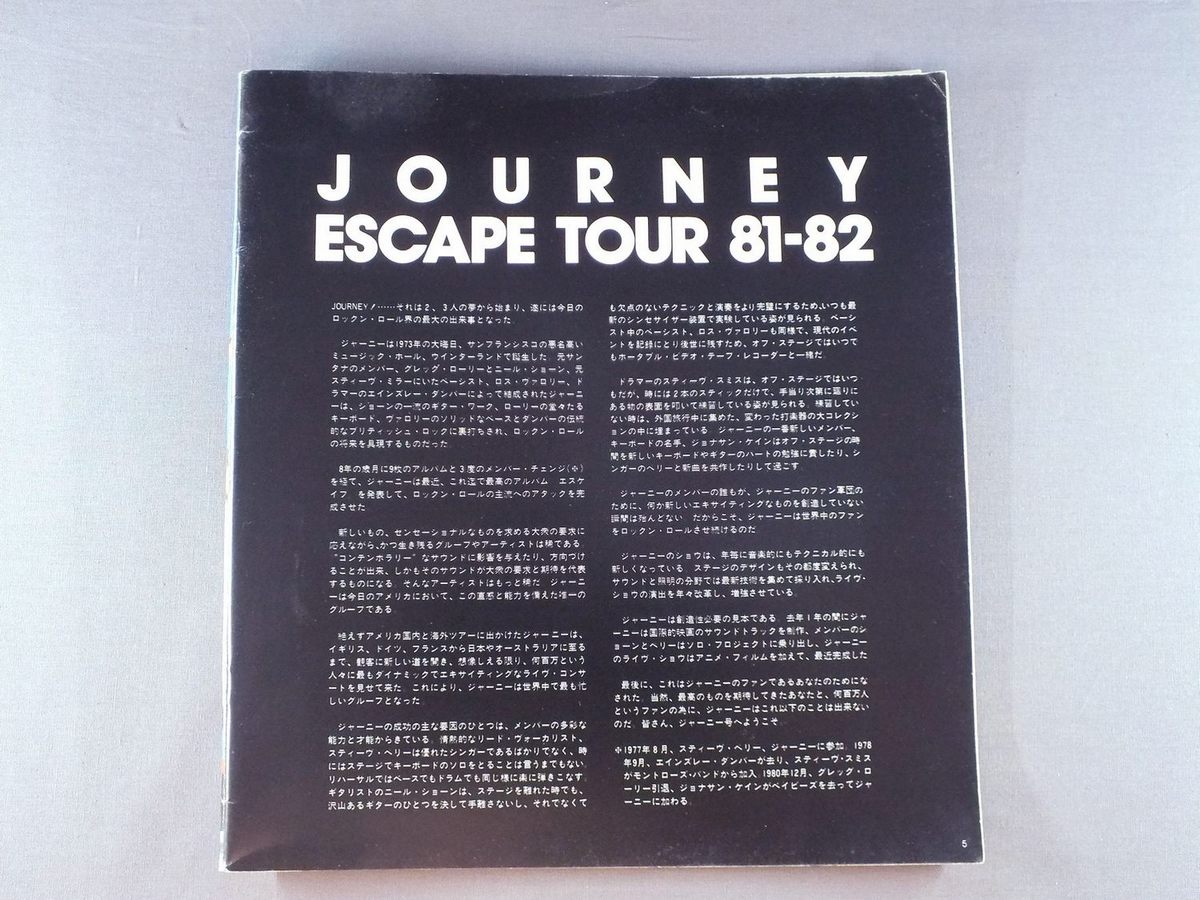 JOURNEY
ESCAPE TOUR 81-82
JOURNEY!……それは2、3人の夢から始まり、遂には今日の
ロックン・ロール界の最大の出来事となった.
ジャーニーは1973年の大晦日、サンフランシスコの悪名高い
ミュージック・ホール、ウインターランドで誕生した. 元サン
タナのメンバー、グレッグ・ローリーとニール・ショーン、元
スティーヴ・ミラーにいたベーシスト、ロス・ヴァロリー、ド
ラマーのエインズレー・ダンバーによって結成されたジャーニ
ーは、ショーンの一流のギター・ワーク、ローリーの堂々たる
キーボード、ヴァロリーのソリッドなベースとダンバーの伝統
的なブリティッシュ・ロックに裏打ちされ、ロックン・ロール
の将来を具現するものだった.
8年の歳月に9枚のアルバムと3度のメンバー・チェンジ(※)
を経て、ジャーニーは最近、これ迄で最高のアルバム エスケ
イプ を発表して、ロックン・ロールの主流へのアタックを完
成させた.
新しいもの、センセーショナルなものを求める大衆の要求に
応えながら、かつ生き残るグループやアーティストは稀である.
"コンテンポラリー"なサウンドに影響を与えたり、方向づけ
ることが出来、しかもそのサウンドが大衆の要求と期待を代表
するものになる. そんなアーティストはもっと稀だ. ジャーニ
ーは今日のアメリカにおいて、この直感と能力を備えた唯一の
グループである.
絶えずアメリカ国内と海外ツアーに出かけたジャーニーは、
イギリス、ドイツ、フランスから日本やオーストラリアに至る
まで、観客に新しい道を開き、想像しえる限り、何百万という
人々に最もダイナミックでエキサイティングなライヴ・コンサ
ートを見せて来た. これにより、ジャーニーは世界中で最も忙
しいグループとなった.
ジャーニーの成功の主な要因のひとつは、メンバーの多彩な
能力と才能からきている. 情熱的なリード・ヴォーカリスト、
スティーヴ・ペリーは優れたシンガーであるばかりでなく、時
にはステージでキーボードのソロをとることは言うまでもない.
リハーサルではベースでもドラムでも同じ様に楽に弾きこなす.
ギタリストのニール・ショーンは、ステージを離れた時でも、
沢山あるギターのひとつを決して手離さないし、それでなくて
も欠点のないテクニックと演奏をより完璧にするため、いつも最
新のシンセサイザー装置で実験している姿が見られる. ベーシ
スト中のベーシスト、ロス・ヴァロリーも同様で、現代のイベ
ントを記録にとり後世に残すため、オフ・ステージではいつで
もポータブル・ビデオ・テープ・レコーダーと一緒だ.
ドラマーのスティーヴ・スミスは、オフ・ステージではいつ
もだが、時には2本のスティックだけで、手当り次第に廻りに
ある物の表面を叩いて練習している姿が見られる. 練習してい
ない時は、外国旅行中に集めた、変わった打楽器の大コレクシ
ョンの中に埋まっている. ジャーニーの一番新しいメンバー、
キーボードの名手、ジョナサン・ケインはオフ・ステージの時
間を新しいキーボードやギターのパートの勉強に費したり、シ
ンガーのペリーと新曲を共作したりして過こす.
ジャーニーのメンバーの誰もが、ジャーニーのファン軍団の
ために、何か新しいエキサイティングなものを創造していない
瞬間は殆んどない. だからこそ、ジャーニーは世界中のファン
をロックン・ロールさせ続けるのだ.
ジャーニーのショウは、年毎に音楽的にもテクニカル的にも
新しくなっている. ステージのデザインもその都度変えられ、
サウンドと照明の分野では最新技術を集めて採り入れ、ライヴ・
ショウの演出を年々改革し、増強させている.
ジャーニーは創造性必要の見本である. 去年1年の間にジャ
ーニーは国際的映画のサウンドトラックを制作、メンバーのシ
ョーンとペリーはソロ・プロジェクトに乗り出し、ジャーニー
のライヴ・ショウはアニメ・フィルムを加えて、最近完成した.
最後に、これはジャーニーのファンであるあなたのためにな
された. 当然、最高のものを期待してきたあなたと、何百万人
というファンの為に、ジャーニーはこれ以下のことは出来ない
のだ. 皆さん、ジャーニー号へようこそ.
※1977年8月、スティーヴ・ペリー、ジャーニーに参加. 1978
年9月、エインズレー・ダンバーが去り、スティーヴ・スミス
がモントローズ・バンドから加入. 1980年12月、グレッグ・ロ
ーリー引退、ジョナサン・ケインがベイビーズを去ってジャ
ーニーに加わる.
5